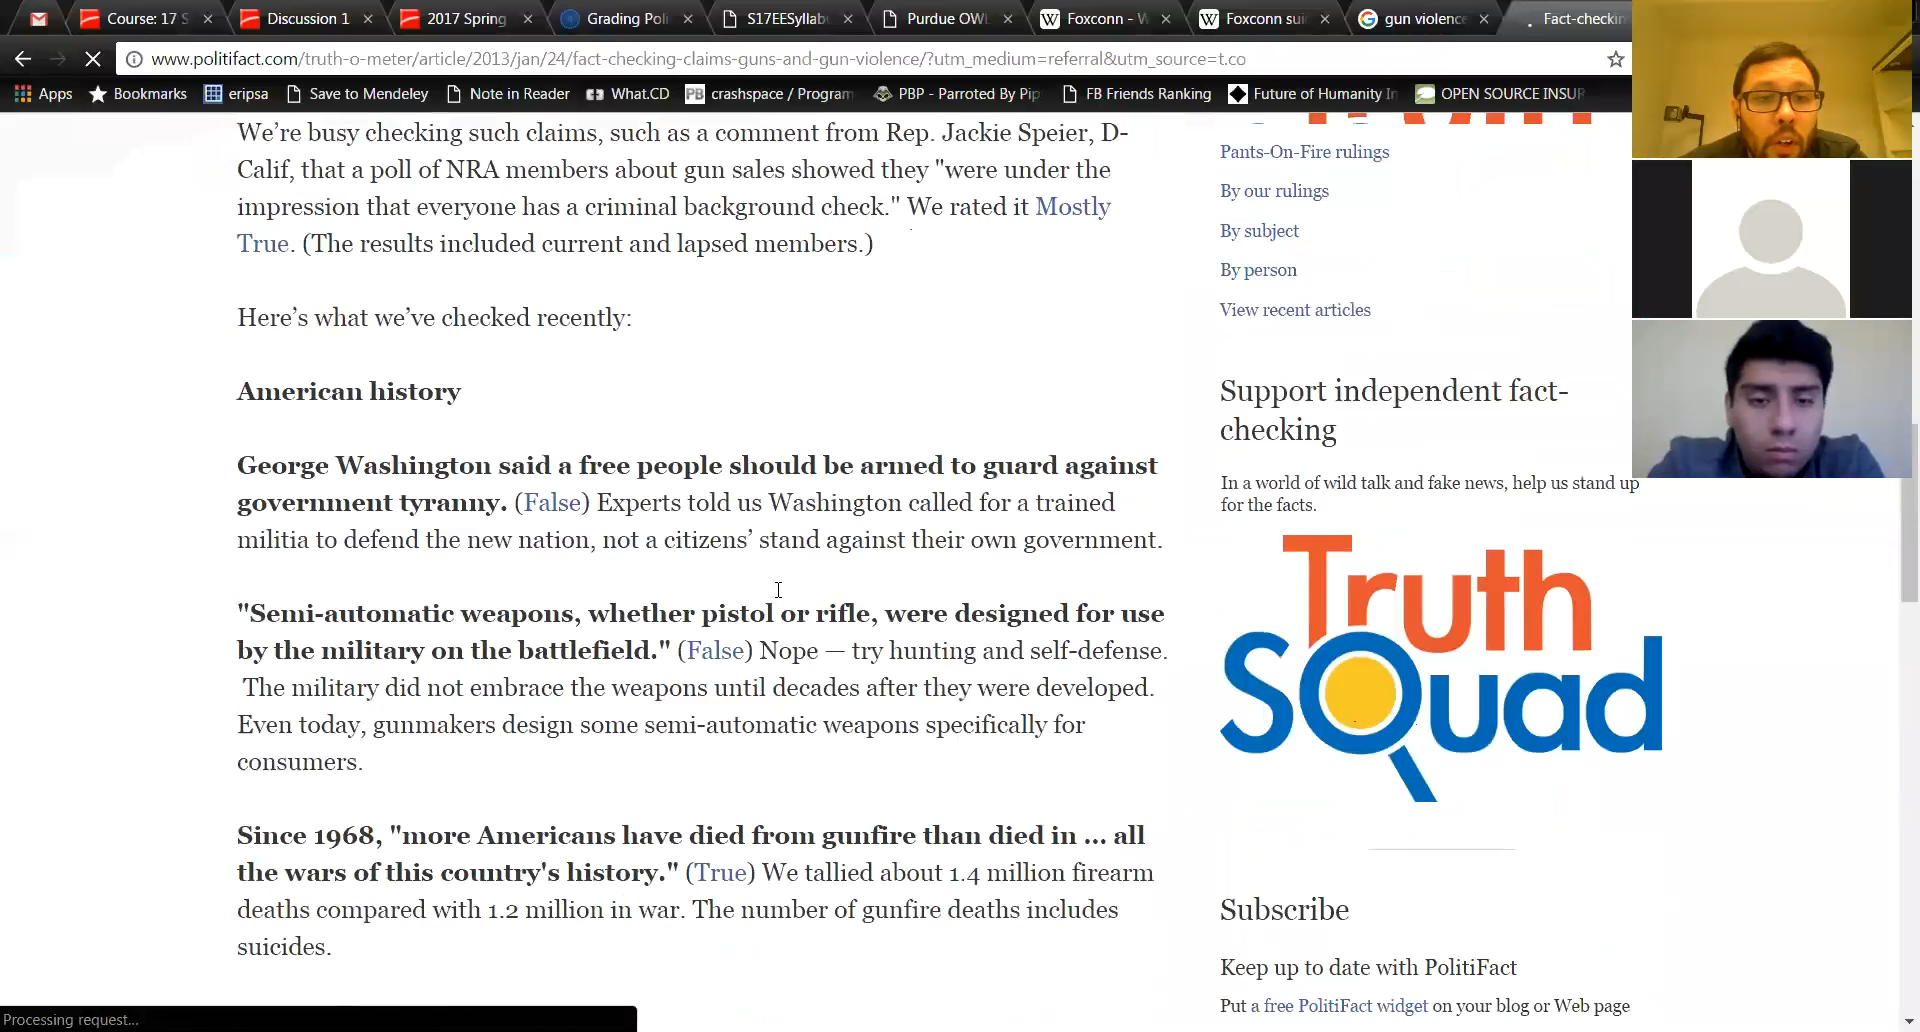 Course: 17 S
Discussion 1
2017 Spring
Grading Poli
S17EESyllab
Purdue OWL
Foxconn - W
Foxconn sui
gun violence
Fact-checkin
www.politifact.com/truth-o-meter/article/2013/jan/24/fact-checking-claims-guns-and-gun-violence/?utm_medium=referral&utm_source=t.co
Apps
Bookmarks
eripsa
Save to Mendeley
Note in Reader
What.CD
PB crashspace / Program
PBP - Parroted By Pip
FB Friends Ranking
Future of Humanity In
OPEN SOURCE INSUR
We're busy checking such claims, such as a comment from Rep. Jackie Speier, D-
Calif, that a poll of NRA members about gun sales showed they "were under the
impression that everyone has a criminal background check." We rated it Mostly
True. (The results included current and lapsed members.)
Here's what we've checked recently:
American history
George Washington said a free people should be armed to guard against
government tyranny. (False) Experts told us Washington called for a trained
militia to defend the new nation, not a citizens' stand against their own government.
"Semi-automatic weapons, whether pistol or rifle, were designed for use
by the military on the battlefield." (False) Nope — try hunting and self-defense.
The military did not embrace the weapons until decades after they were developed.
Even today, gunmakers design some semi-automatic weapons specifically for
consumers.
Since 1968, "more Americans have died from gunfire than died in ... all
the wars of this country's history." (True) We tallied about 1.4 million firearm
deaths compared with 1.2 million in war. The number of gunfire deaths includes
suicides.
Pants-On-Fire rulings
By our rulings
By subject
By person
View recent articles
Support independent fact-
checking
In a world of wild talk and fake news, help us stand up
for the facts.
Truth
Squad
Subscribe
Keep up to date with PolitiFact
Put a free PolitiFact widget on your blog or Web page
Processing request...